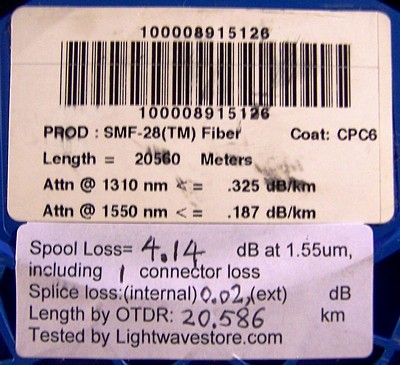 100008915126
100008915126
PROD : SMF-28(TM) Fiber Coat: CPC6
Length = 20560 Meters
Attn @ 1310 nm < = .325 dB/km
Attn @ 1550 nm < = .187 dB/km
Spool Loss= 4.14 dB at 1.55um,
including 1 connector loss
Splice loss:(internal) 0.02,(ext) dB
Length by OTDR: 20.586 km
Tested by Lightwavestore.com